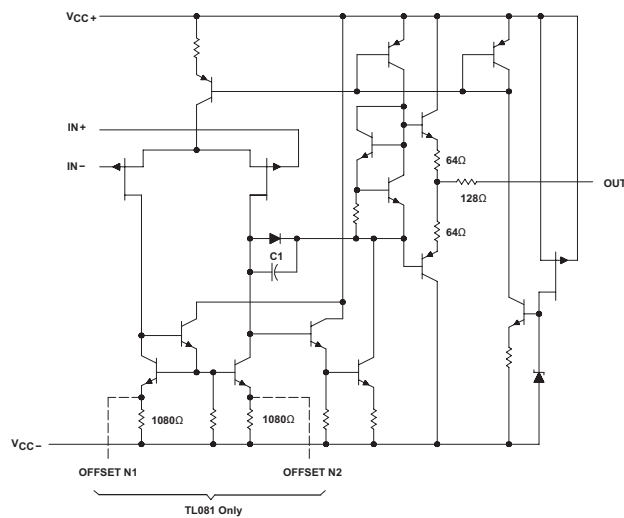 VCC+
IN+
IN−
64Ω
128Ω
OUT
64Ω
C1
1080Ω
1080Ω
VCC−
OFFSET N1
OFFSET N2
TL081 Only